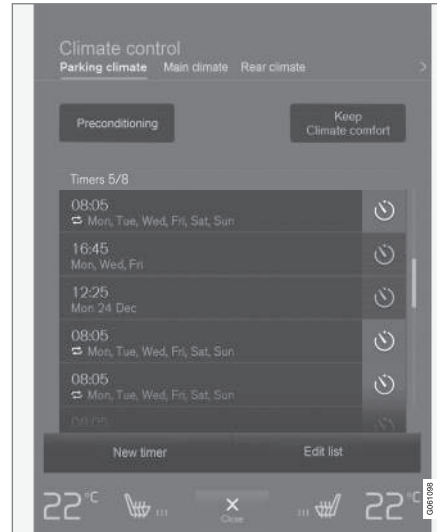 Climate control
Parking climate Main climate Rear climate
Preconditioning
Keep
Climate comfort
Timers 5/8
08:05
Mon, Tue, Wed, Fri, Sat, Sun
16:45
Mon, Wed, Fri
12:25
Mon 24 Dec
08:05
Mon, Tue, Wed, Fri, Sat, Sun
08:05
Mon, Tue, Wed, Fri, Sat, Sun
08:05
New timer Edit list
22°C 22°C
Close
G061098